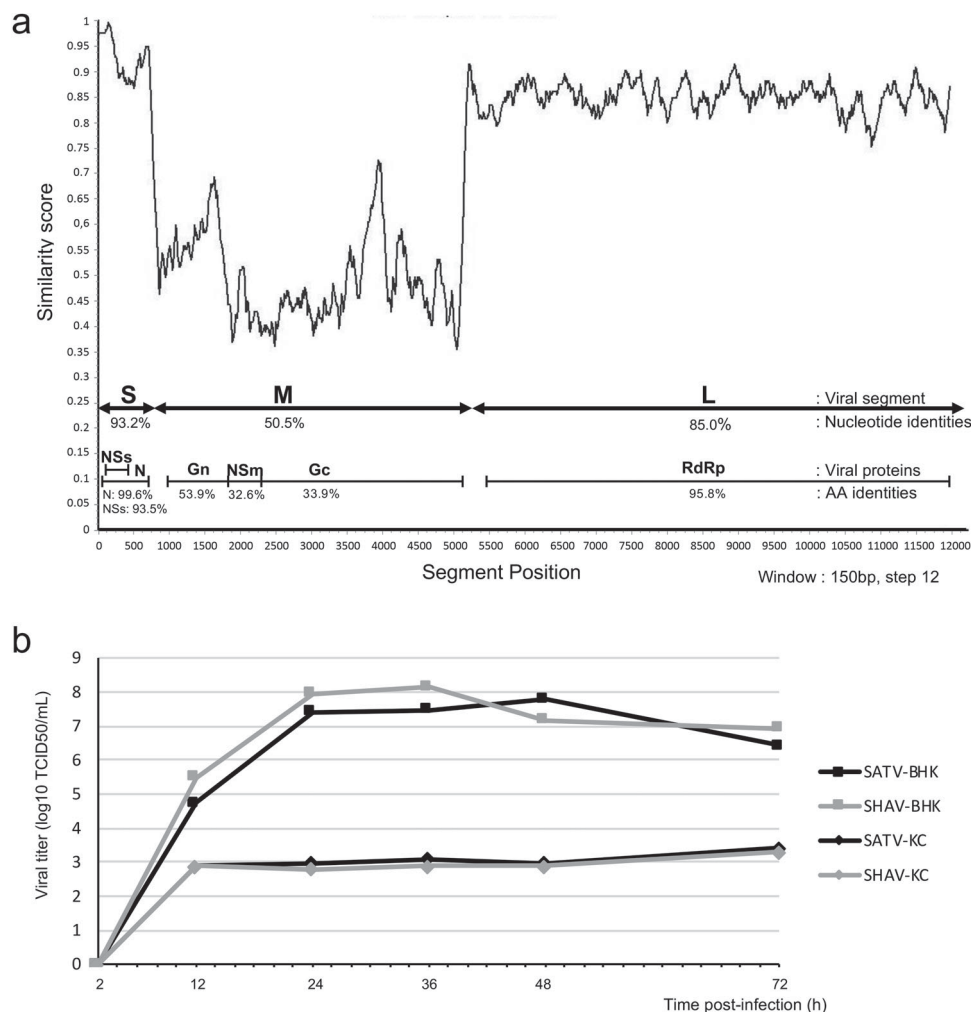 a
1
0.95
0.9
0.85
0.8
0.75
0.7
0.65
0.6
0.55
0.5
0.45
0.4
0.35
0.3
0.25
0.2
0.15
0.1
0.05
0
Similarity score
S M L : Viral segment
93.2% 50.5% 85.0% : Nucleotide identities
NSs
N Gn NSm Gc RdRp : Viral proteins
N: 99.6% 53.9% 32.6% 33.9% 95.8% : AA identities
NSs: 93.5%
0 500 1000 1500 2000 2500 3000 3500 4000 4500 5000 5500 6000 6500 7000 7500 8000 8500 9000 9500 10000 10500 11000 11500 12000
Segment Position
Window : 150bp, step 12
b
9
8
7
6
5
4
3
2
1
0
Viral titer (log10 TCID50/mL)
SATV-BHK
SHAV-BHK
SATV-KC
SHAV-KC
2 12 24 36 48 72
Time post-infection (h)